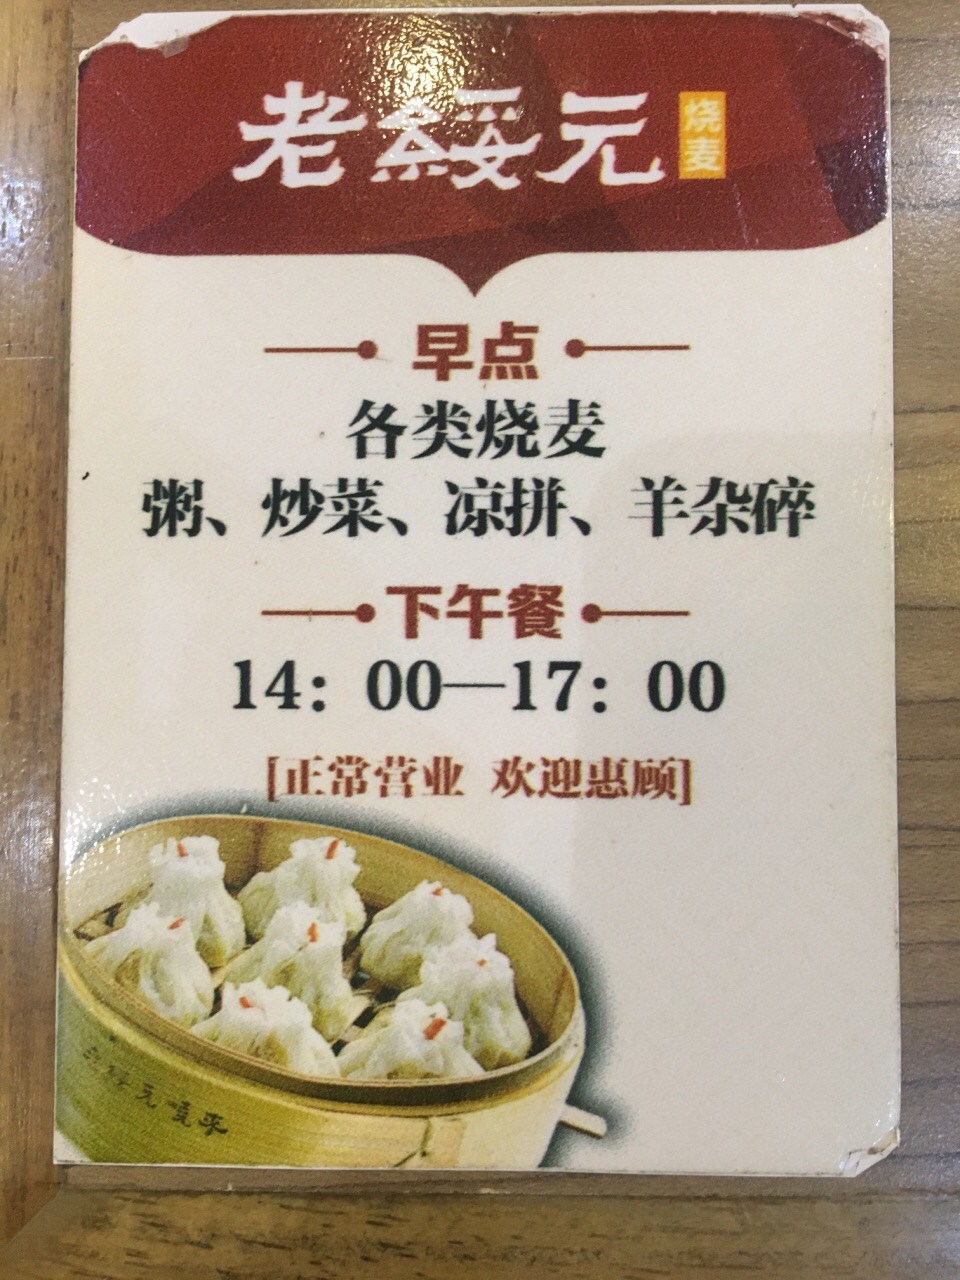 老綏元
烧麦
早点
各类烧麦
粥、炒菜、凉拼、羊杂碎
下午餐
14：00—17：00
[正常营业 欢迎惠顾]